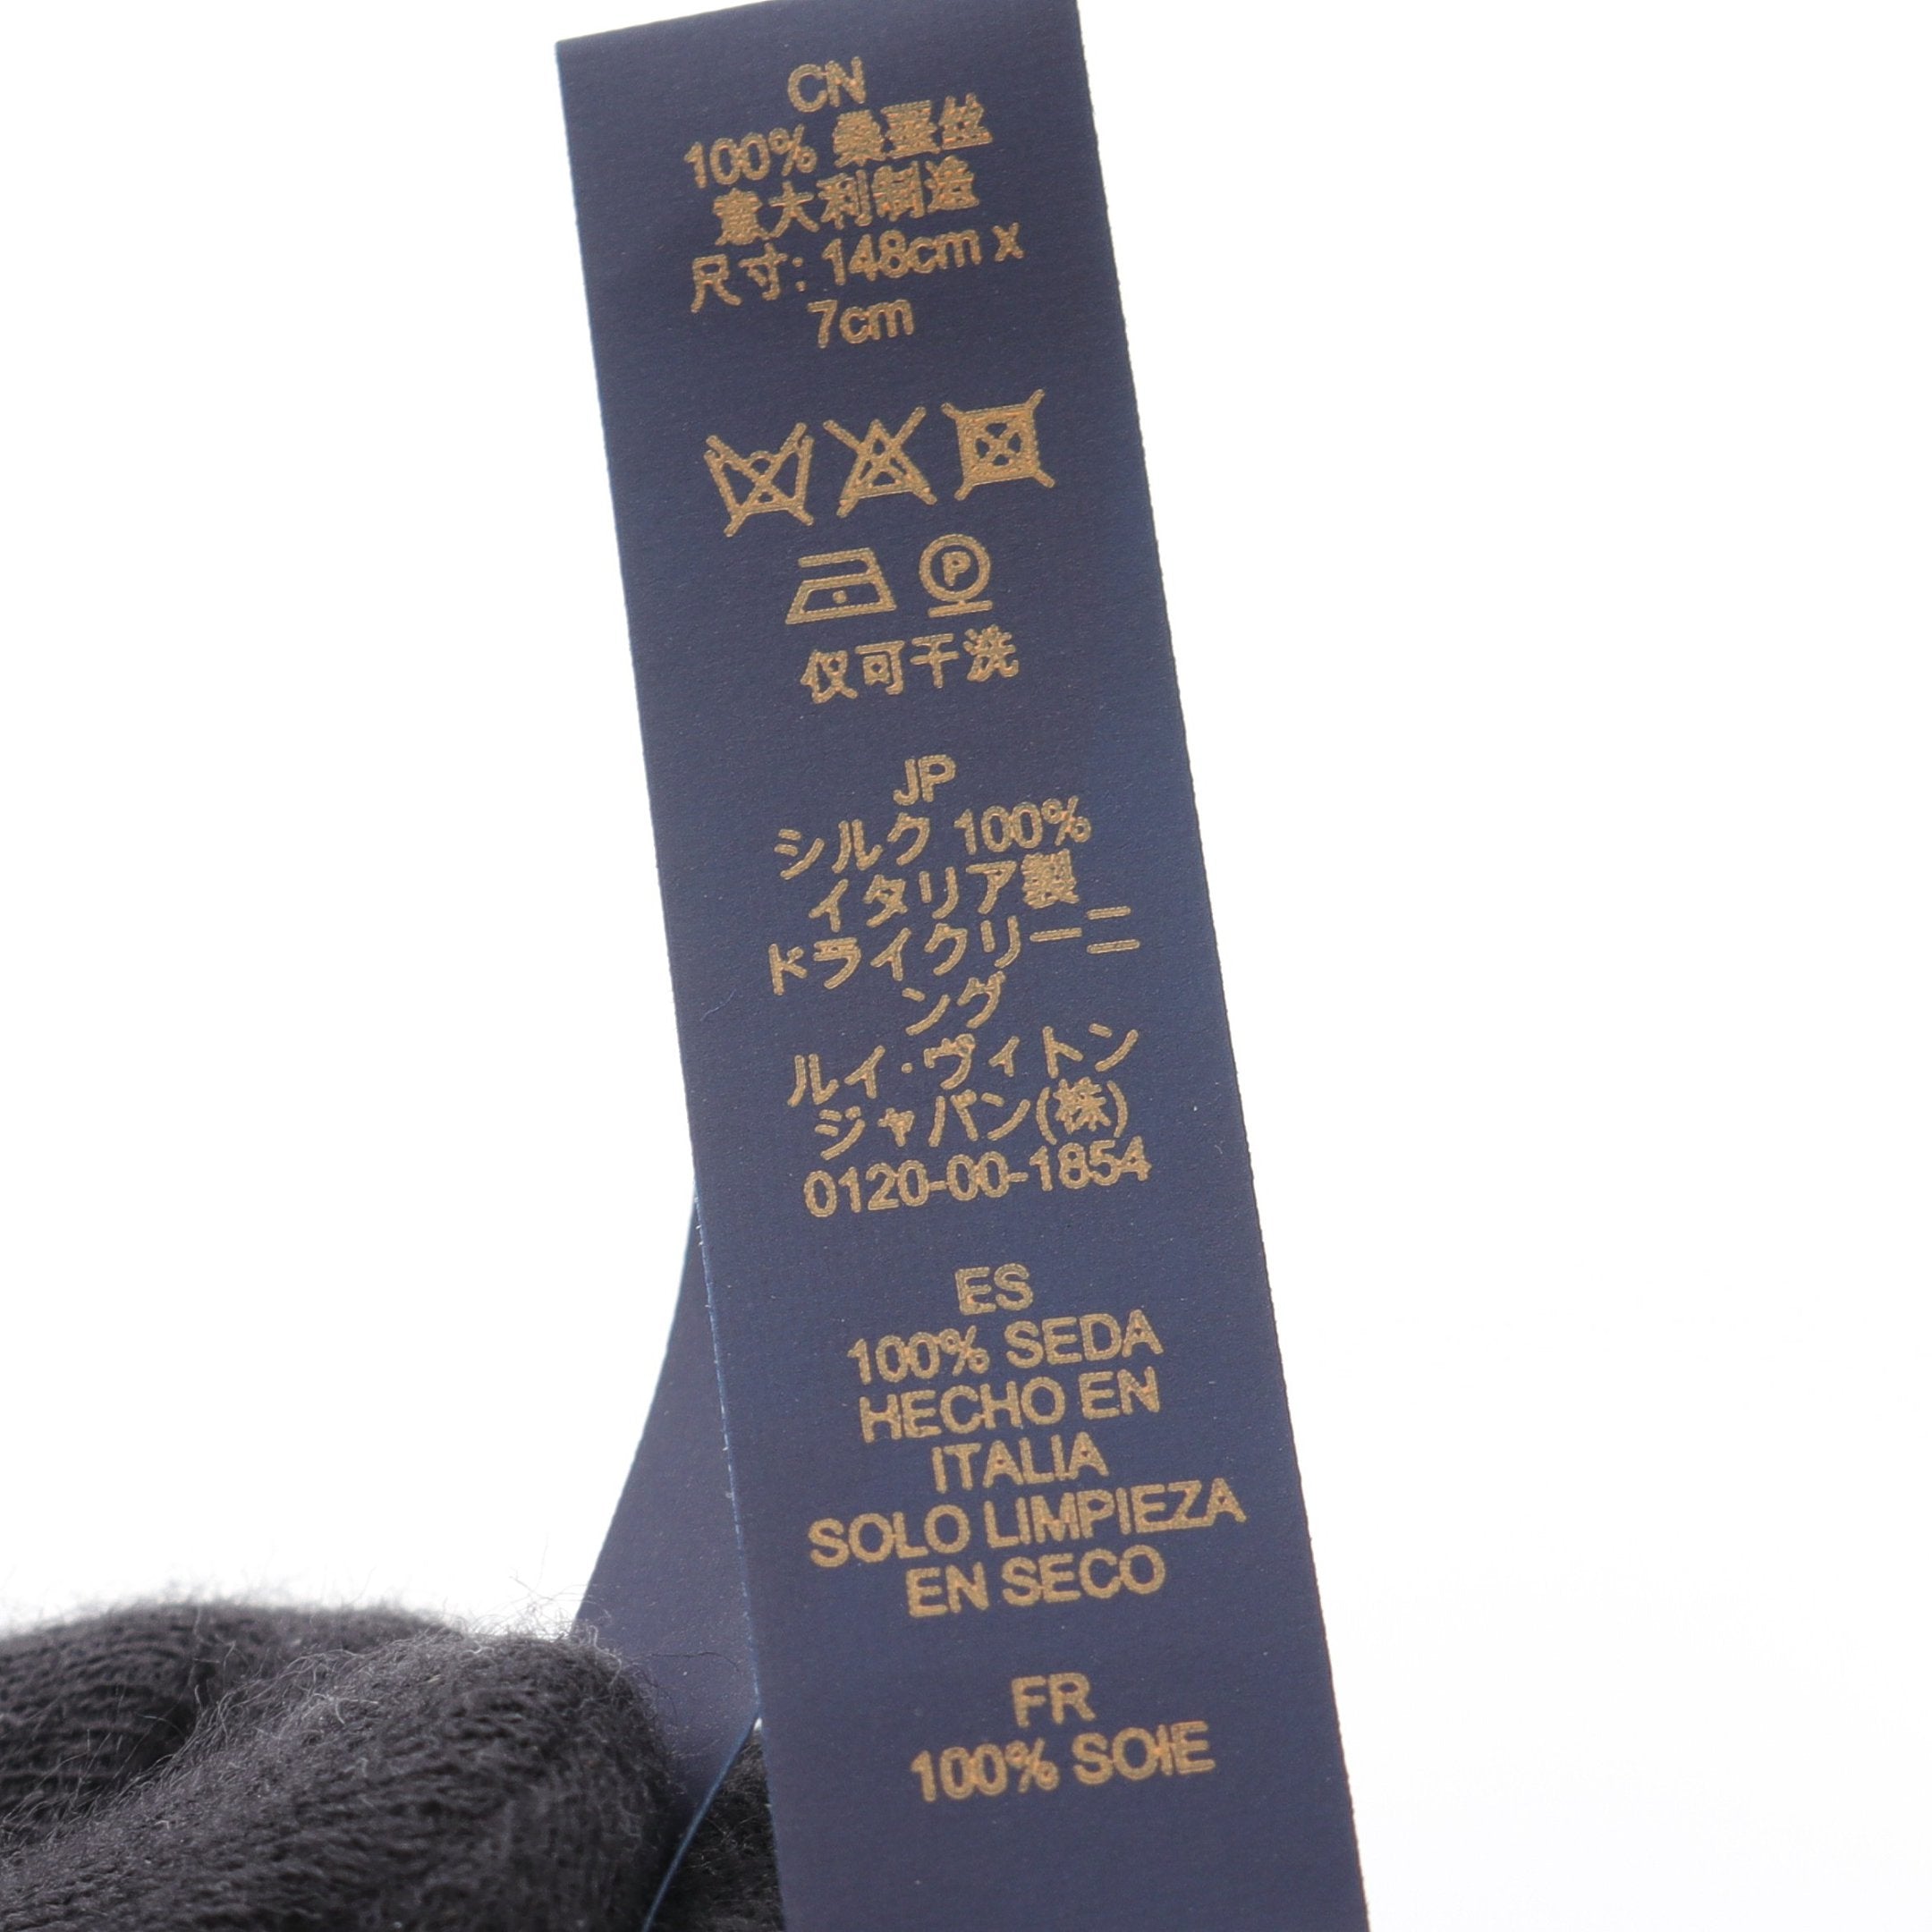 CN
100% 桑蚕丝
意大利制造
尺寸: 148cm x
7cm
P
仅可干洗
JP
シルク 100%
イタリア製
ドライクリーニ
ング
ルイ・ヴィトン
ジャパン(株)
0120-00-1854
ES
100% SEDA
HECHO EN
ITALIA
SOLO LIMPIEZA
EN SECO
FR
100% SOIE